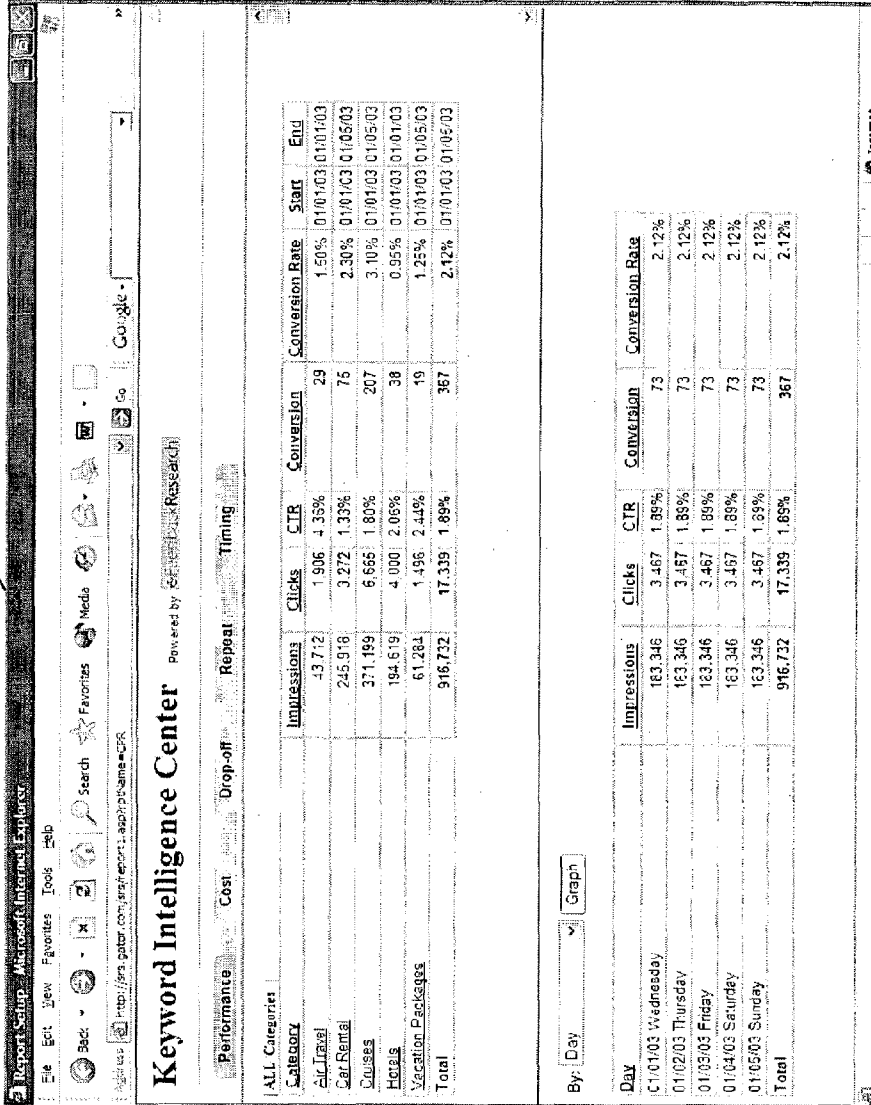 Report Setup - Microsoft Internet Explorer
File Edit View Favorites Tools Help
Back Search Favorites Media
Address http://srs.gator.com/srs/report1.asp?rptName=CPR Go Google
Keyword Intelligence Center Powered by Research
Performance Cost Drop-off Repeat Timing
ALL Categories
Category Impressions Clicks CTR Conversion Conversion Rate Start End
Air Travel 43,712 1,906 4.36% 29 1.50% 01/01/03 01/01/03
Car Rental 245,918 3,272 1.33% 75 2.30% 01/01/03 01/05/03
Cruises 371,199 6,665 1.80% 207 3.10% 01/01/03 01/05/03
Hotels 194,619 4,000 2.06% 38 0.95% 01/01/03 01/01/03
Vacation Packages 61,284 1,496 2.44% 19 1.25% 01/01/03 01/05/03
Total 916,732 17,339 1.89% 367 2.12% 01/01/03 01/05/03
By: Day Graph
Day Impressions Clicks CTR Conversion Conversion Rate
01/01/03 Wednesday 183,346 3,467 1.89% 73 2.12%
01/02/03 Thursday 183,346 3,467 1.89% 73 2.12%
01/03/03 Friday 183,346 3,467 1.89% 73 2.12%
01/04/03 Saturday 183,346 3,467 1.89% 73 2.12%
01/05/03 Sunday 183,346 3,467 1.89% 73 2.12%
Total 916,732 17,339 1.89% 367 2.12%